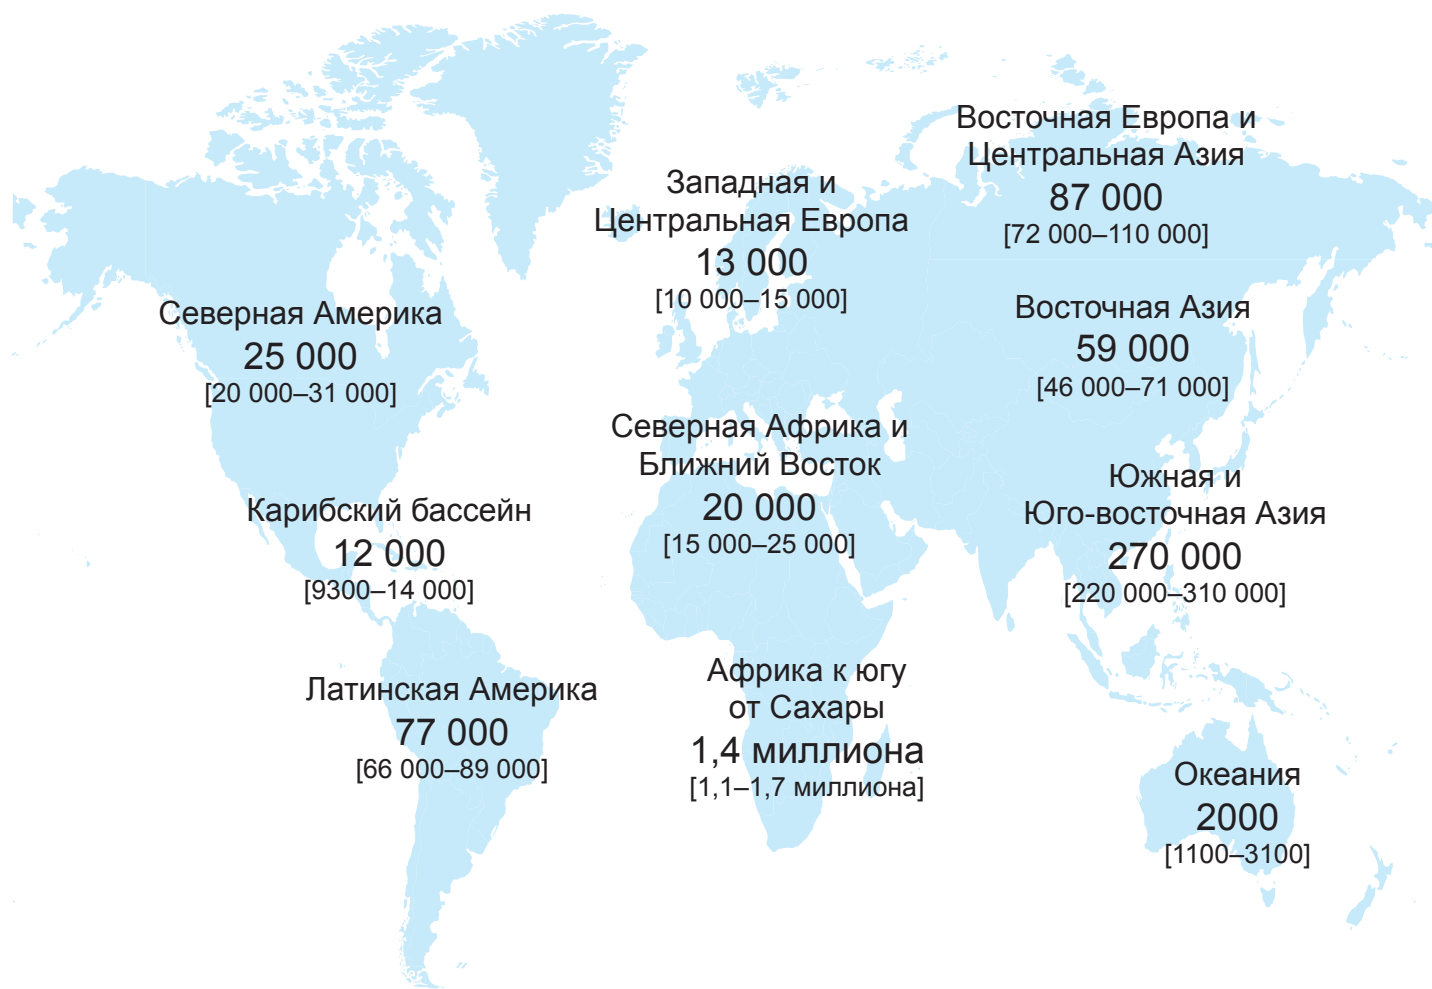 Восточная Европа и
Центральная Азия
87 000
[72 000–110 000]
Западная и
Центральная Европа
13 000
[10 000–15 000]
Северная Америка
25 000
[20 000–31 000]
Восточная Азия
59 000
[46 000–71 000]
Северная Африка и
Ближний Восток
20 000
[15 000–25 000]
Южная и
Юго-восточная Азия
270 000
[220 000–310 000]
Карибский бассейн
12 000
[9300–14 000]
Латинская Америка
77 000
[66 000–89 000]
Африка к югу
от Сахары
1,4 миллиона
[1,1–1,7 миллиона]
Океания
2000
[1100–3100]